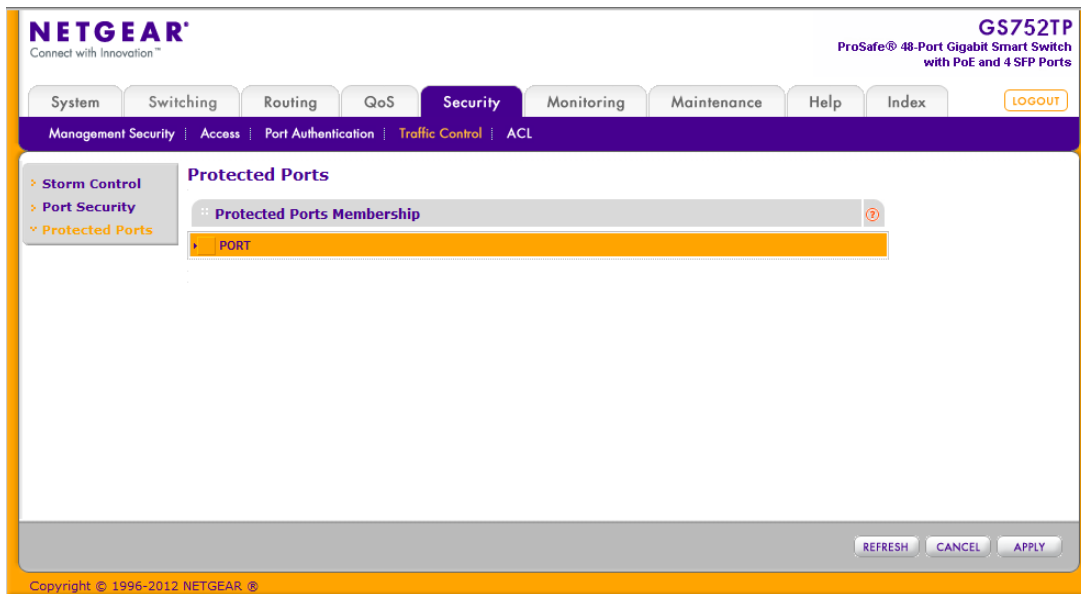 NETGEAR®
Connect with Innovation™
GS752TP
ProSafe® 48-Port Gigabit Smart Switch
with PoE and 4 SFP Ports
System Switching Routing QoS Security Monitoring Maintenance Help Index LOGOUT
Management Security | Access | Port Authentication | Traffic Control | ACL
Storm Control
Port Security
Protected Ports
Protected Ports
Protected Ports Membership ?
PORT
REFRESH CANCEL APPLY
Copyright © 1996-2012 NETGEAR ®